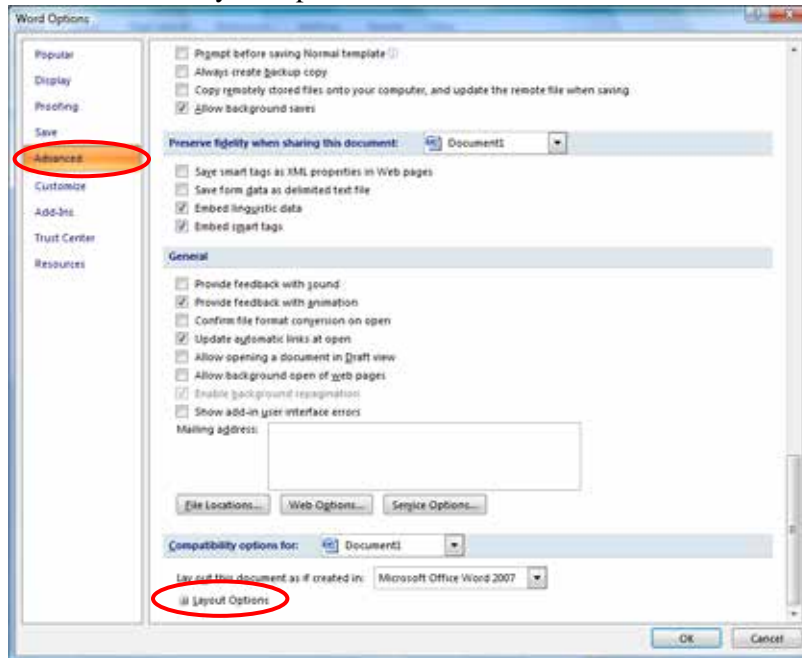 Word Options
Popular
Display
Proofing
Save
Advanced
Customize
Add-Ins
Trust Center
Resources
Prompt before saving Normal template
Always create backup copy
Copy remotely stored files onto your computer, and update the remote file when saving
Allow background saves
Preserve fidelity when sharing this document: Document1
Save smart tags as XML properties in Web pages
Save form data as delimited text file
Embed linguistic data
Embed smart tags
General
Provide feedback with sound
Provide feedback with animation
Confirm file format conversion on open
Update automatic links at open
Allow opening a document in Draft view
Allow background open of web pages
Enable background repagination
Show add-in user interface errors
Mailing address:
File Locations... Web Options... Service Options...
Compatibility options for: Document1
Lay out this document as if created in: Microsoft Office Word 2007
Layout Options
OK Cancel